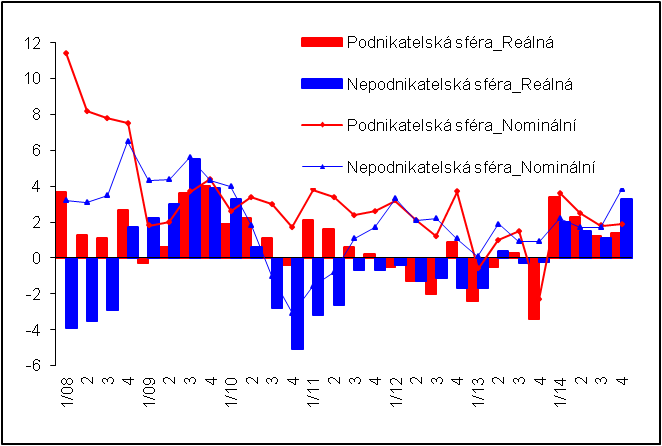 Podnikatelská sféra_Reálná
Nepodnikatelská sféra_Reálná
Podnikatelská sféra_Nominální
Nepodnikatelská sféra_Nominální
12
10
8
6
4
2
0
-2
-4
-6
1/08 2 3 4 1/09 2 3 4 1/10 2 3 4 1/11 2 3 4 1/12 2 3 4 1/13 2 3 4 1/14 2 3 4